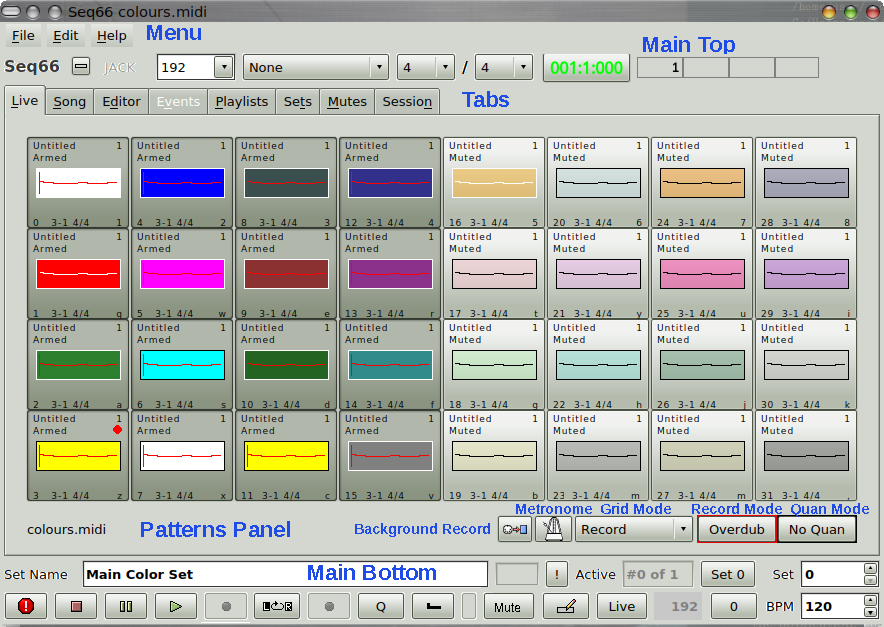 Seq66 colours.midi
File Edit Help Menu
Main Top
Seq66 JACK 192 None 4 / 4 001:1:000 1
Live Song Editor Events Playlists Sets Mutes Session Tabs
Untitled 1 Untitled 1 Untitled 1 Untitled 1 Untitled 1 Untitled 1 Untitled 1 Untitled 1
Armed Armed Armed Armed Muted Muted Muted Muted
0 3-1 4/4 1 4 3-1 4/4 2 8 3-1 4/4 3 12 3-1 4/4 4 16 3-1 4/4 5 20 3-1 4/4 6 24 3-1 4/4 7 28 3-1 4/4 8
Untitled 1 Untitled 1 Untitled 1 Untitled 1 Untitled 1 Untitled 1 Untitled 1 Untitled 1
Armed Armed Armed Armed Muted Muted Muted Muted
1 3-1 4/4 q 5 3-1 4/4 w 9 3-1 4/4 e 13 3-1 4/4 r 17 3-1 4/4 t 21 3-1 4/4 y 25 3-1 4/4 u 29 3-1 4/4 i
Untitled 1 Untitled 1 Untitled 1 Untitled 1 Untitled 1 Untitled 1 Untitled 1 Untitled 1
Armed Armed Armed Armed Muted Muted Muted Muted
2 3-1 4/4 a 6 3-1 4/4 s 10 3-1 4/4 d 14 3-1 4/4 f 18 3-1 4/4 g 22 3-1 4/4 h 26 3-1 4/4 j 30 3-1 4/4 k
Untitled 1 Untitled 1 Untitled 1 Untitled 1 Untitled 1 Untitled 1 Untitled 1 Untitled 1
Armed Armed Armed Armed Muted Muted Muted Muted
3 3-1 4/4 z 7 3-1 4/4 x 11 3-1 4/4 c 15 3-1 4/4 v 19 3-1 4/4 b 23 3-1 4/4 27 3-1 4/4 m 31 3-1 4/4 ,
Metronome Grid Mode Record Mode Quan Mode
colours.midi Patterns Panel Background Record Record Overdub No Quan
Set Name Main Color Set Main Bottom ! Active #0 of 1 Set 0 Set 0
Q Mute Live 192 0 BPM 120